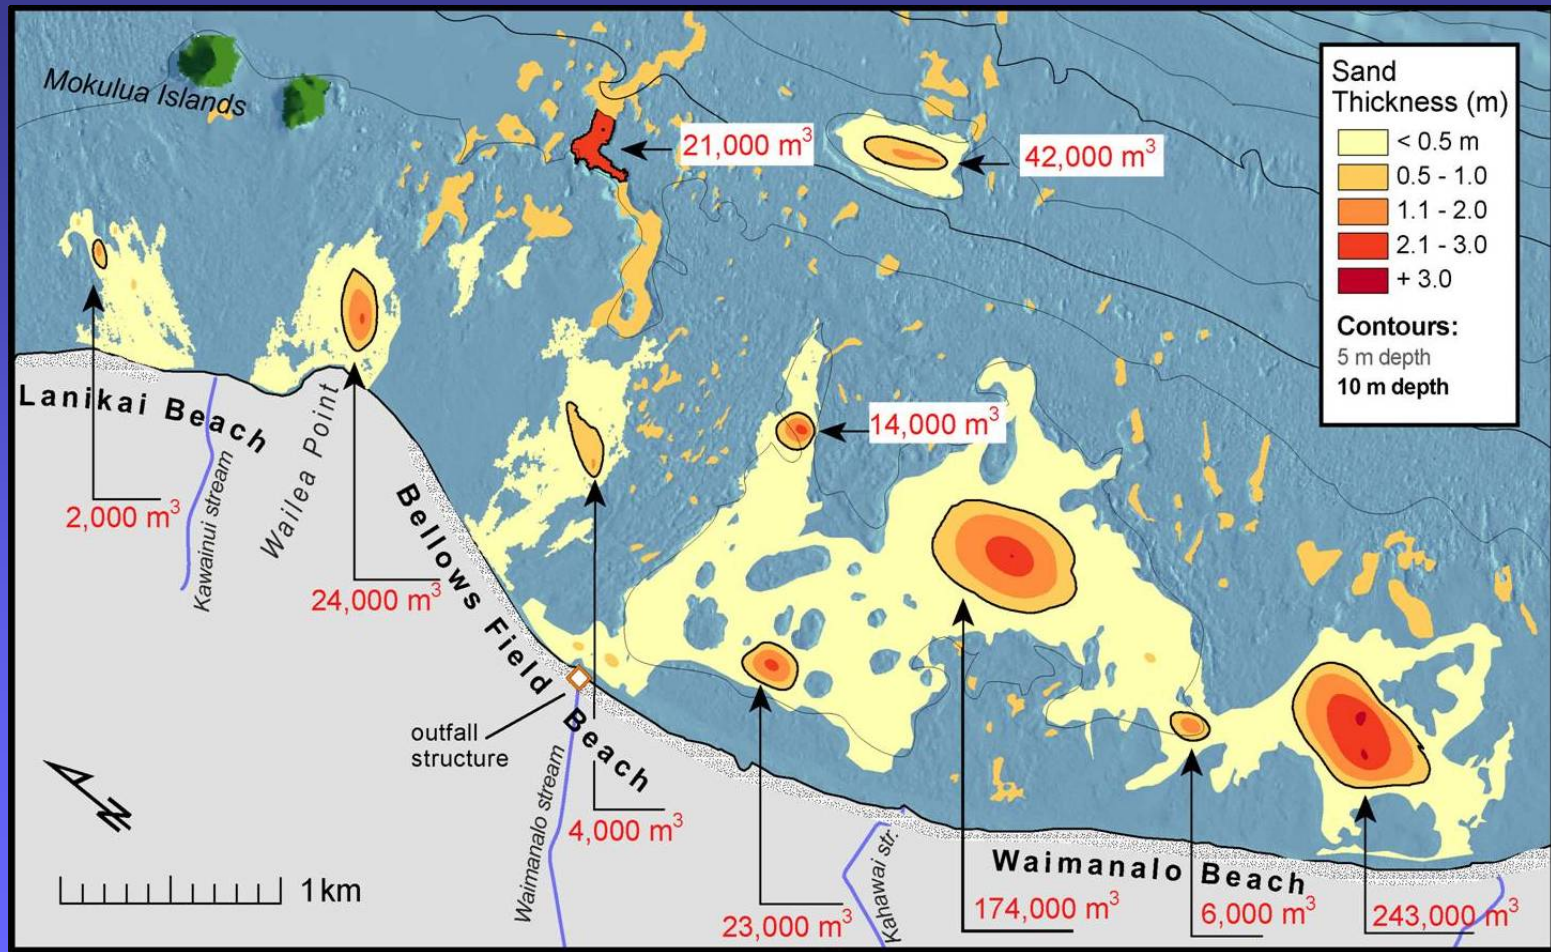 Mokulua Islands
21,000 m³
42,000 m³
Sand
Thickness (m)
< 0.5 m
0.5 - 1.0
1.1 - 2.0
2.1 - 3.0
+ 3.0
Contours:
5 m depth
10 m depth
Lanikai Beach
Kawainui stream
Wailea Point
2,000 m³
24,000 m³
14,000 m³
Bellows Field Beach
outfall
structure
Waimanalo stream
4,000 m³
N
1 km
23,000 m³
Kahawai str.
Waimanalo Beach
174,000 m³
6,000 m³
243,000 m³